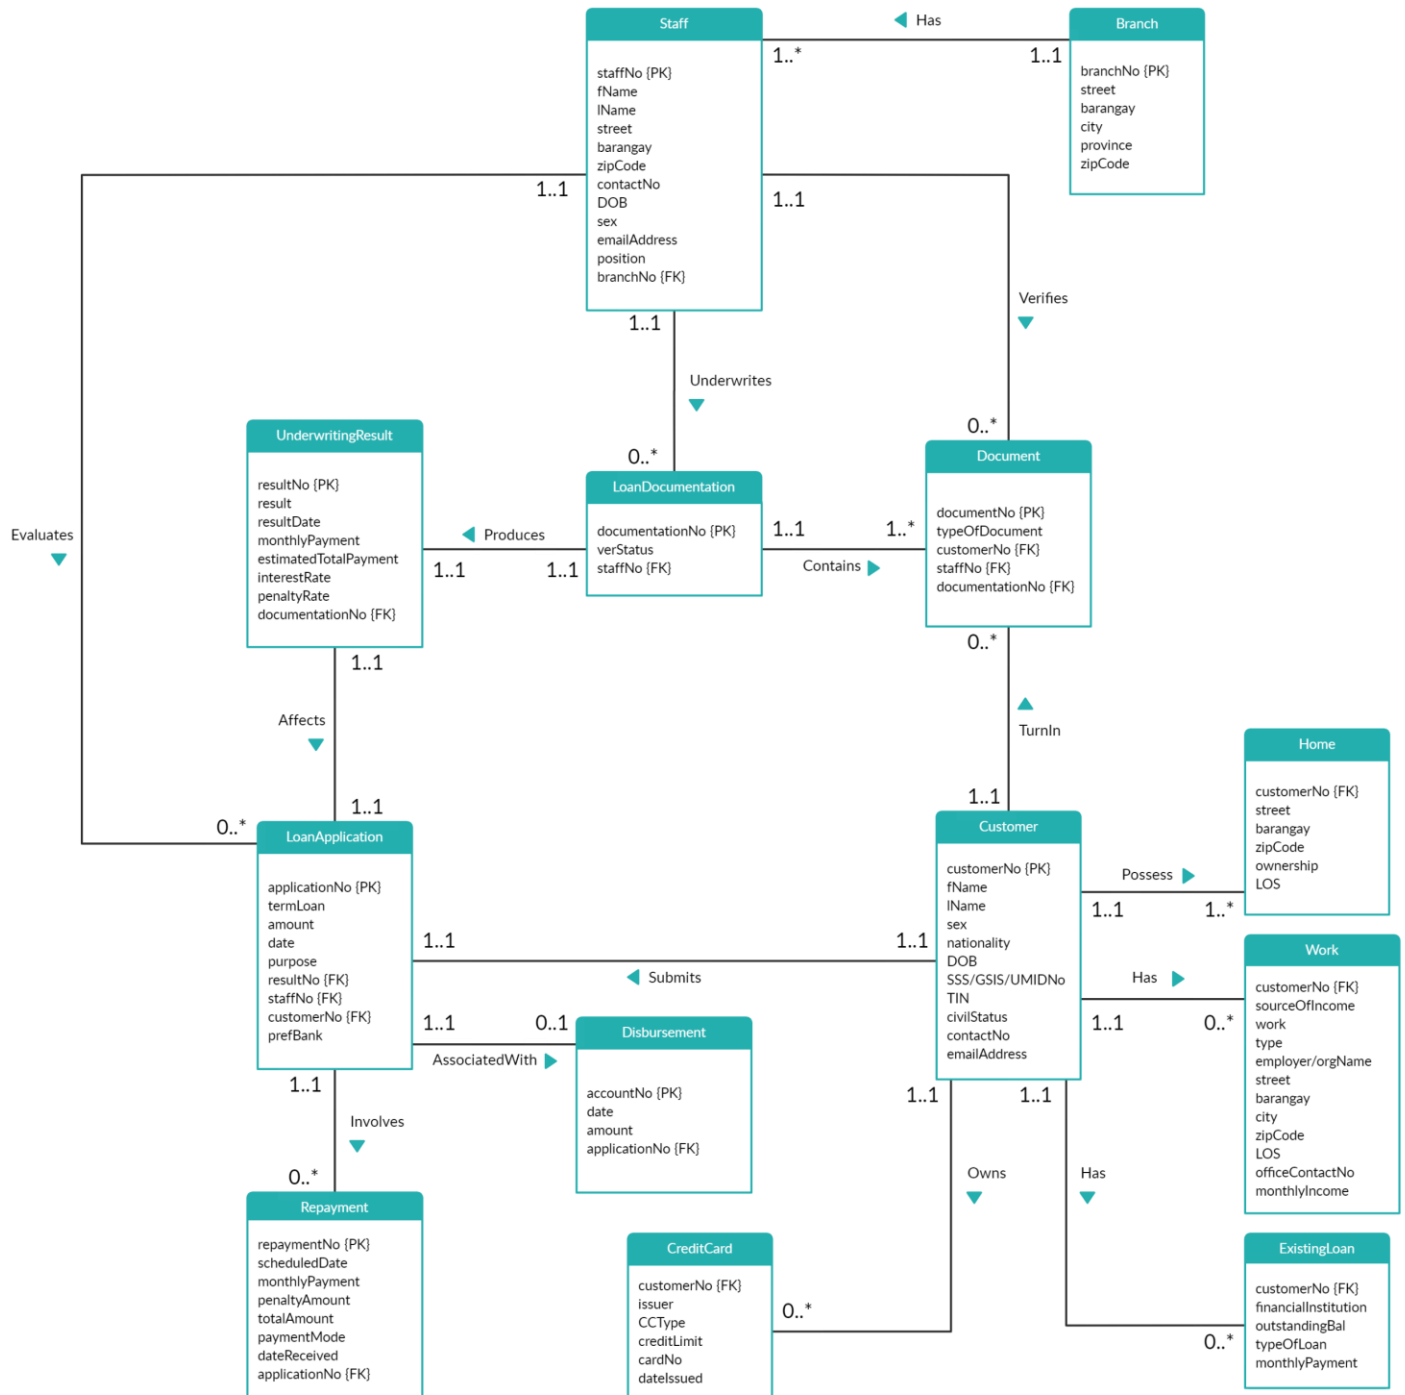 Staff
staffNo {PK}
fName
lName
street
barangay
zipCode
contactNo
DOB
sex
emailAddress
position
branchNo {FK}
Has
1..*
1..1
Branch
branchNo {PK}
street
barangay
city
province
zipCode
1..1
1..1
Verifies
0..*
1..1
Underwrites
0..*
Evaluates
0..*
UnderwritingResult
resultNo {PK}
result
resultDate
monthlyPayment
estimatedTotalPayment
interestRate
penaltyRate
documentationNo {FK}
Produces
1..1
1..1
LoanDocumentation
documentationNo {PK}
verStatus
staffNo {FK}
1..1
1..*
Contains
Document
documentNo {PK}
typeOfDocument
customerNo {FK}
staffNo {FK}
documentationNo {FK}
0..*
TurnIn
1..1
1..1
Affects
1..1
LoanApplication
applicationNo {PK}
termLoan
amount
date
purpose
resultNo {FK}
staffNo {FK}
customerNo {FK}
prefBank
1..1
1..1
Submits
Customer
customerNo {PK}
fName
lName
sex
nationality
DOB
SSS/GSIS/UMIDNo
TIN
civilStatus
contactNo
emailAddress
Possess
1..1
1..*
Home
customerNo {FK}
street
barangay
zipCode
ownership
LOS
Has
1..1
0..*
Work
customerNo {FK}
sourceOfIncome
work
type
employer/orgName
street
barangay
city
zipCode
LOS
officeContactNo
monthlyIncome
1..1
0..1
AssociatedWith
Disbursement
accountNo {PK}
date
amount
applicationNo {FK}
1..1
Involves
0..*
Repayment
repaymentNo {PK}
scheduledDate
monthlyPayment
penaltyAmount
totalAmount
paymentMode
dateReceived
applicationNo {FK}
1..1
Owns
0..*
CreditCard
customerNo {FK}
issuer
CCType
creditLimit
cardNo
dateIssued
1..1
Has
0..*
ExistingLoan
customerNo {FK}
financialInstitution
outstandingBal
typeOfLoan
monthlyPayment